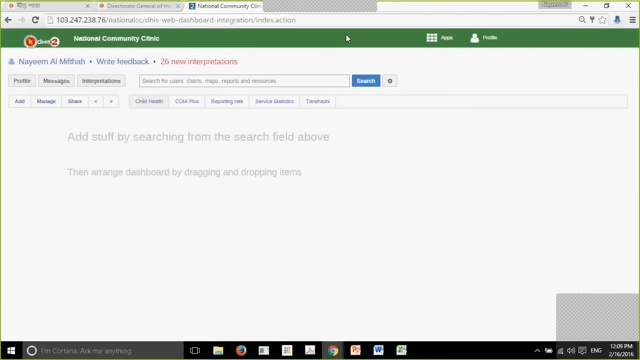 Directorate General of He
National Community Clini
103.247.238.76/nationalcc/dhis-web-dashboard-integration/index.action
dhis2 National Community Clinic Apps Profile
Nayeem Al Mifthah • Write feedback • 26 new interpretations
Profile Messages Interpretations Search for users, charts, maps, reports and resources Search
Add Manage Share < > Child Health COIA Plus Reporting rate Service Statistics Tanahashi
Add stuff by searching from the search field above
Then arrange dashboard by dragging and dropping items
I'm Cortana. Ask me anything.
ENG
12:09 PM
2/16/2016